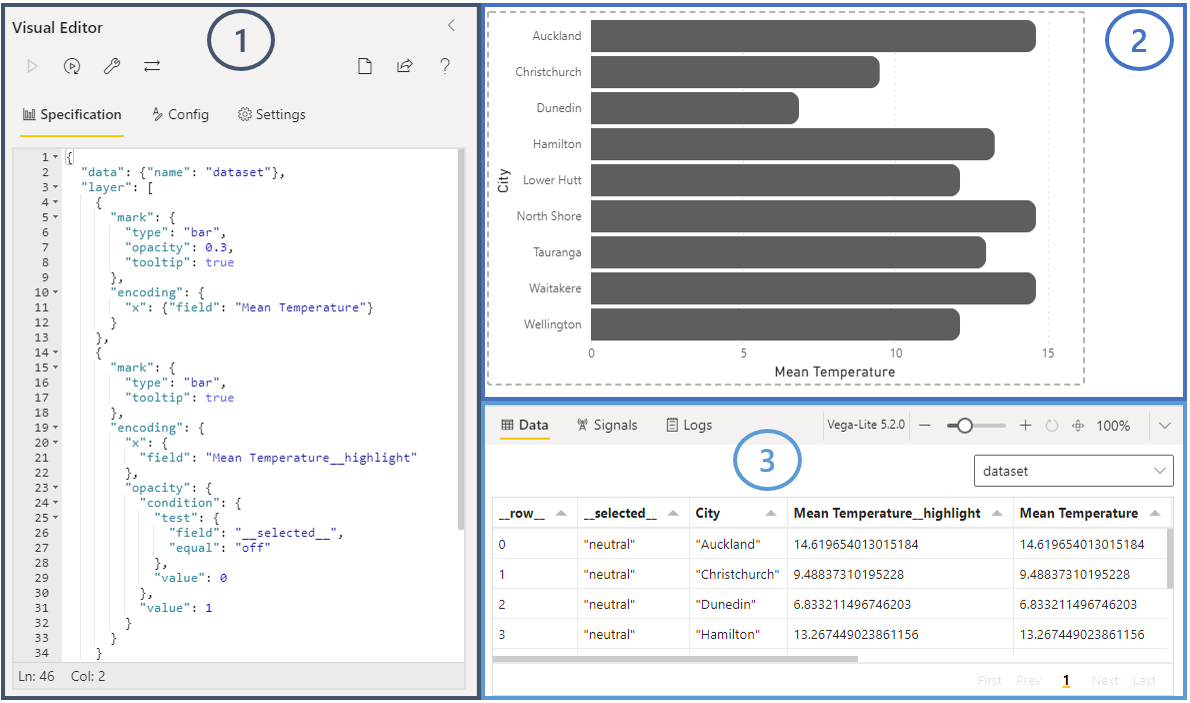 Visual Editor
1
?
Specification
Config
Settings
1 {
2 "data": {"name": "dataset"},
3 "layer": [
4 {
5 "mark": {
6 "type": "bar",
7 "opacity": 0.3,
8 "tooltip": true
9 },
10 "encoding": {
11 "x": {"field": "Mean Temperature"}
12 }
13 },
14 {
15 "mark": {
16 "type": "bar",
17 "tooltip": true
18 },
19 "encoding": {
20 "x": {
21 "field": "Mean Temperature__highlight"
22 },
23 "opacity": {
24 "condition": {
25 "test": {
26 "field": "__selected__",
27 "equal": "off"
28 },
29 "value": 0
30 },
31 "value": 1
32 }
33 }
34 }
Ln: 46 Col: 2
2
City
Auckland
Christchurch
Dunedin
Hamilton
Lower Hutt
North Shore
Tauranga
Waitakere
Wellington
0 5 10 15
Mean Temperature
Data Signals Logs
3
Vega-Lite 5.2.0
100%
dataset
__row__ __selected__ City Mean Temperature__highlight Mean Temperature
0 "neutral" "Auckland" 14.619654013015184 14.619654013015184
1 "neutral" "Christchurch" 9.48837310195228 9.48837310195228
2 "neutral" "Dunedin" 6.833211496746203 6.833211496746203
3 "neutral" "Hamilton" 13.267449023861156 13.267449023861156
First Prev 1 Next Last